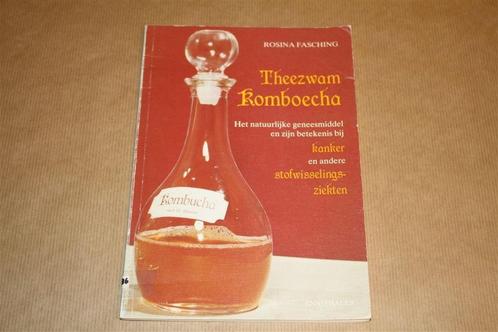 ROSINA FASCHING
Theezwam
Komboecha
Het natuurlijke geneesmiddel
en zijn betekenis bij
kanker
en andere
stofwisselings-
ziekten
Kombucha